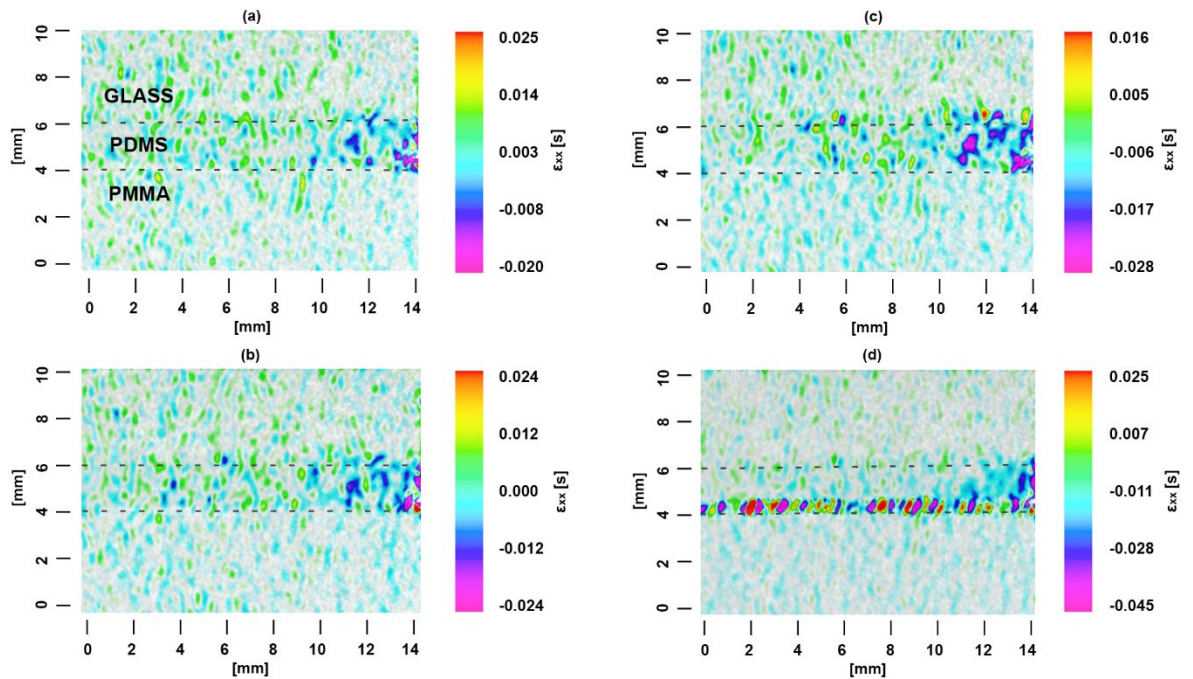 (a)
10
8
6
4
2
0
[mm]
GLASS
PDMS
PMMA
0 2 4 6 8 10 12 14
[mm]
0.025
0.014
0.003
-0.008
-0.020
εxx [s]
(c)
10
8
6
4
2
0
[mm]
0 2 4 6 8 10 12 14
[mm]
0.016
0.005
-0.006
-0.017
-0.028
εxx [s]
(b)
10
8
6
4
2
0
[mm]
0 2 4 6 8 10 12 14
[mm]
0.024
0.012
0.000
-0.012
-0.024
εxx [s]
(d)
10
8
6
4
2
0
[mm]
0 2 4 6 8 10 12 14
[mm]
0.025
0.007
-0.011
-0.028
-0.045
εxx [s]